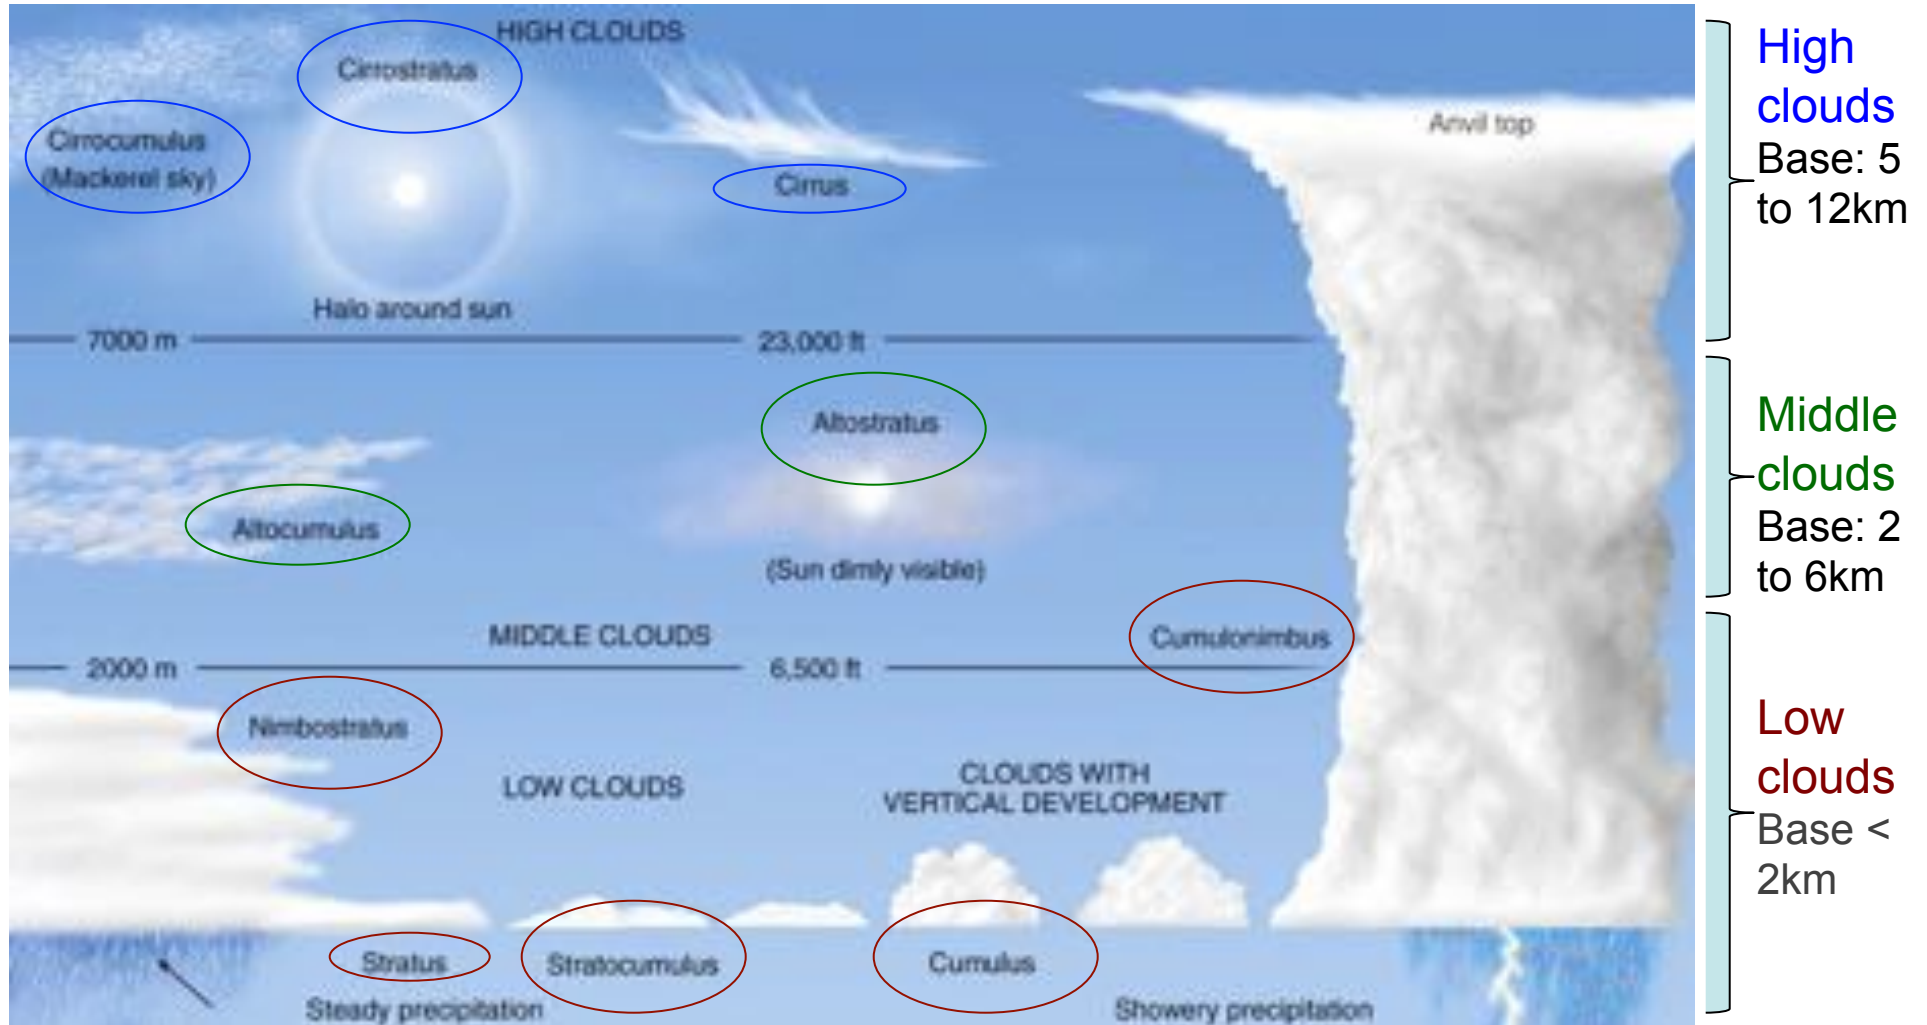 HIGH CLOUDS
Cirrostratus
Cirrocumulus
(Mackerel sky)
Cirrus
Anvil top
Halo around sun
7000 m
23,000 ft
Altostratus
Altocumulus
(Sun dimly visible)
MIDDLE CLOUDS
Cumulonimbus
2000 m
6,500 ft
Nimbostratus
LOW CLOUDS
CLOUDS WITH
VERTICAL DEVELOPMENT
Stratus
Stratocumulus
Cumulus
Steady precipitation
Showery precipitation
High
clouds
Base: 5
to 12km
Middle
clouds
Base: 2
to 6km
Low
clouds
Base <
2km